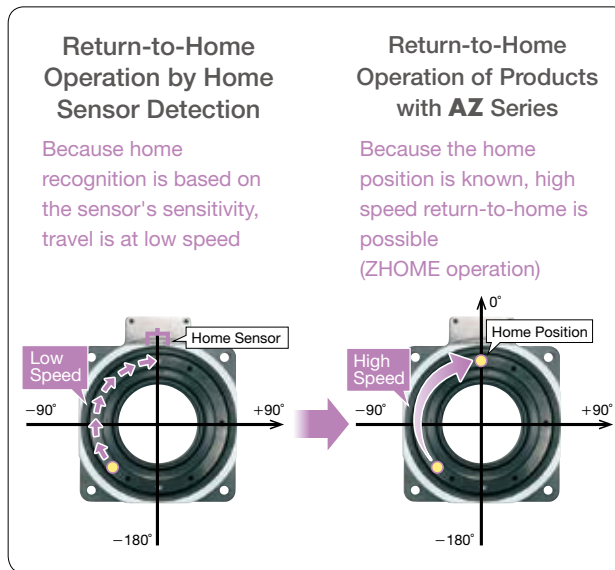 Return-to-Home
Operation by Home
Sensor Detection
Because home
recognition is based on
the sensor's sensitivity,
travel is at low speed
Home Sensor
Low
Speed
−90˚
+90˚
−180˚
Return-to-Home
Operation of Products
with AZ Series
Because the home
position is known, high
speed return-to-home is
possible
(ZHOME operation)
0˚
Home Position
High
Speed
−90˚
+90˚
−180˚